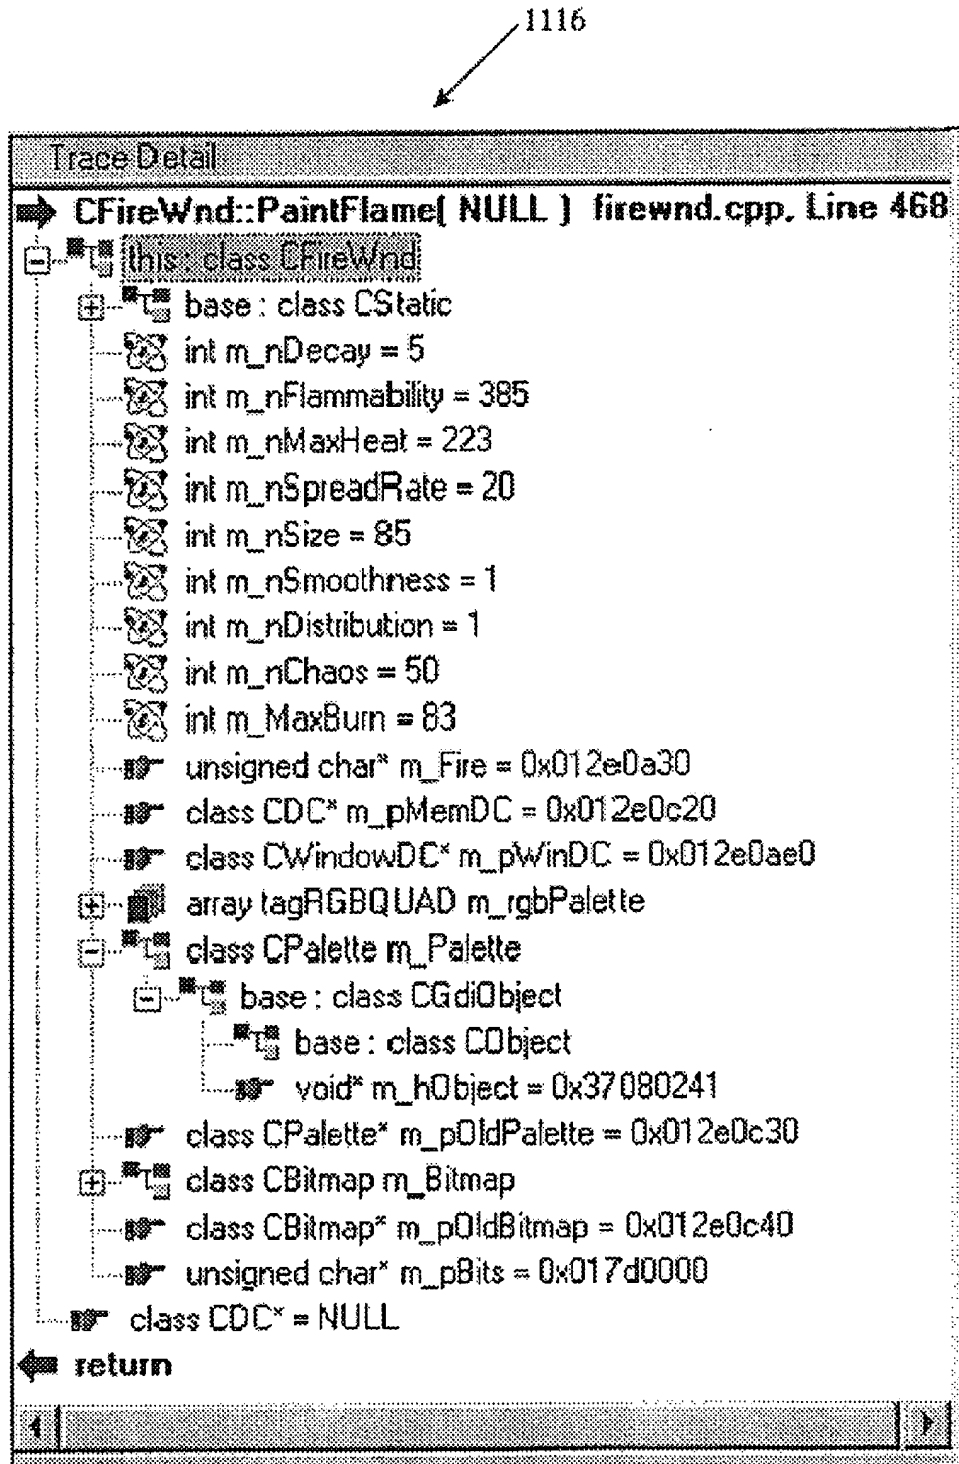 1116
Trace Detail
CFireWnd::PaintFlame( NULL ) firewnd.cpp, Line 468
this : class CFireWnd
base : class CStatic
int m_nDecay = 5
int m_nFlammability = 385
int m_nMaxHeat = 223
int m_nSpreadRate = 20
int m_nSize = 85
int m_nSmoothness = 1
int m_nDistribution = 1
int m_nChaos = 50
int m_MaxBurn = 83
unsigned char* m_Fire = 0x012e0a30
class CDC* m_pMemDC = 0x012e0c20
class CWindowDC* m_pWinDC = 0x012e0ae0
array tagRGBQUAD m_rgbPalette
class CPalette m_Palette
base : class CGdiObject
base : class CObject
void* m_hObject = 0x37080241
class CPalette* m_pOldPalette = 0x012e0c30
class CBitmap m_Bitmap
class CBitmap* m_pOldBitmap = 0x012e0c40
unsigned char* m_pBits = 0x017d0000
class CDC* = NULL
return